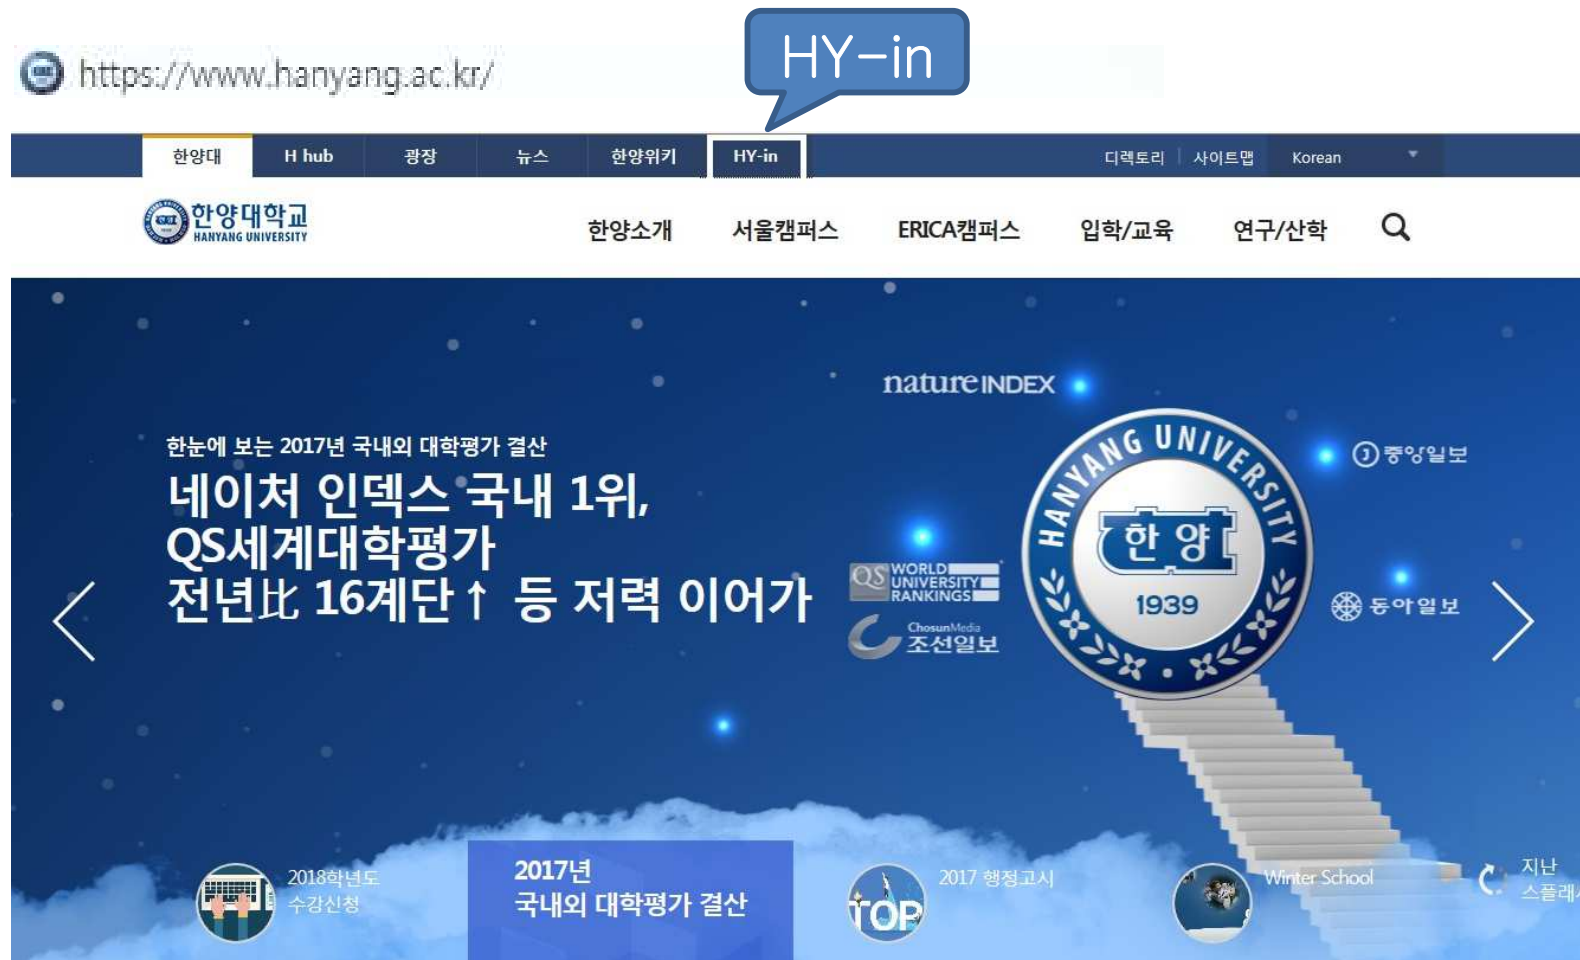 HY-in
https://www.hanyang.ac.kr/
한양대 H hub 광장 뉴스 한양위키 HY-in 디렉토리 사이트맵 Korean
한양대학교
HANYANG UNIVERSITY
한양소개 서울캠퍼스 ERICA캠퍼스 입학/교육 연구/산학
nature INDEX
한눈에 보는 2017년 국내외 대학평가 결산
네이처 인덱스 국내 1위,
QS세계대학평가
전년比 16계단↑ 등 저력 이어가
HANYANG UNIVERSITY
한양
1939
중앙일보
QS WORLD
UNIVERSITY
RANKINGS
ChosunMedia
조선일보
동아일보
2018학년도
수강신청
2017년
국내외 대학평가 결산
TOP
2017 행정고시
Winter School
지난